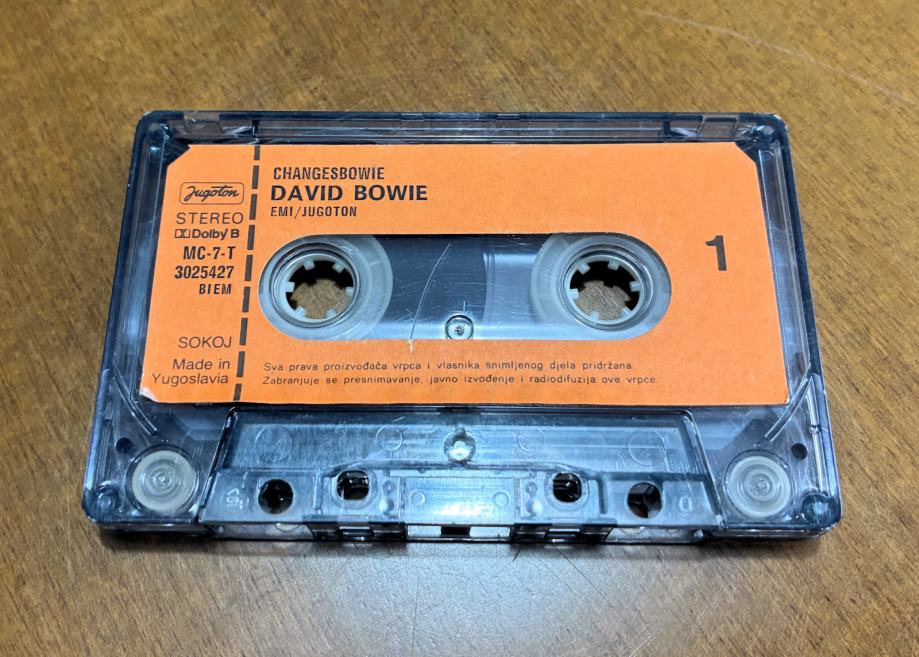 Jugoton
STEREO
Dolby B
MC-7-T
3025427
BIEM
SOKOJ
Made in
Yugoslavia
CHANGESBOWIE
DAVID BOWIE
EMI/JUGOTON
1
Sva prava proizvođača vrpca i vlasnika snimljenog djela pridržana.
Zabranjuje se presnimavanje, javno izvođenje i radiodifuzija ove vrpce.